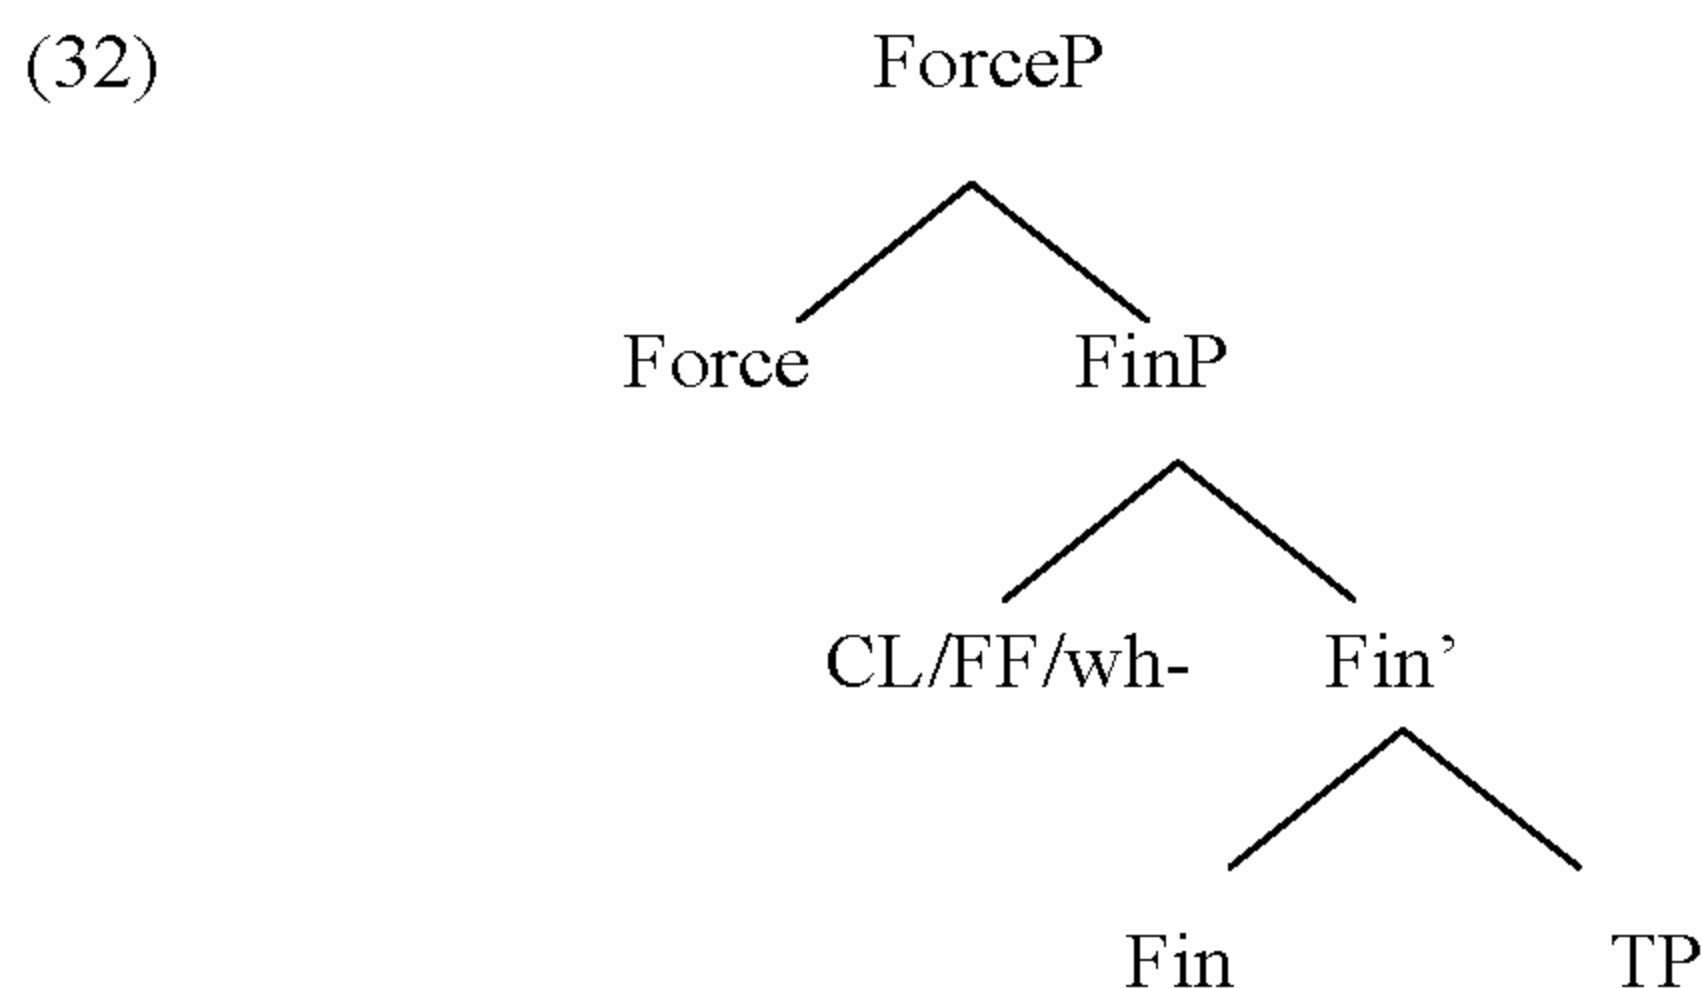 (32) ForceP
Force FinP
CL/FF/wh- Fin’
Fin TP